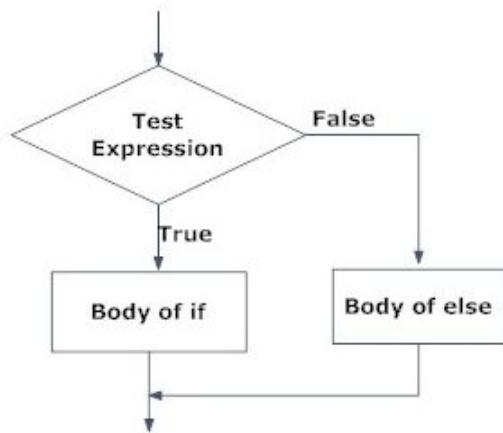 Test
Expression
False
True
Body of if
Body of else